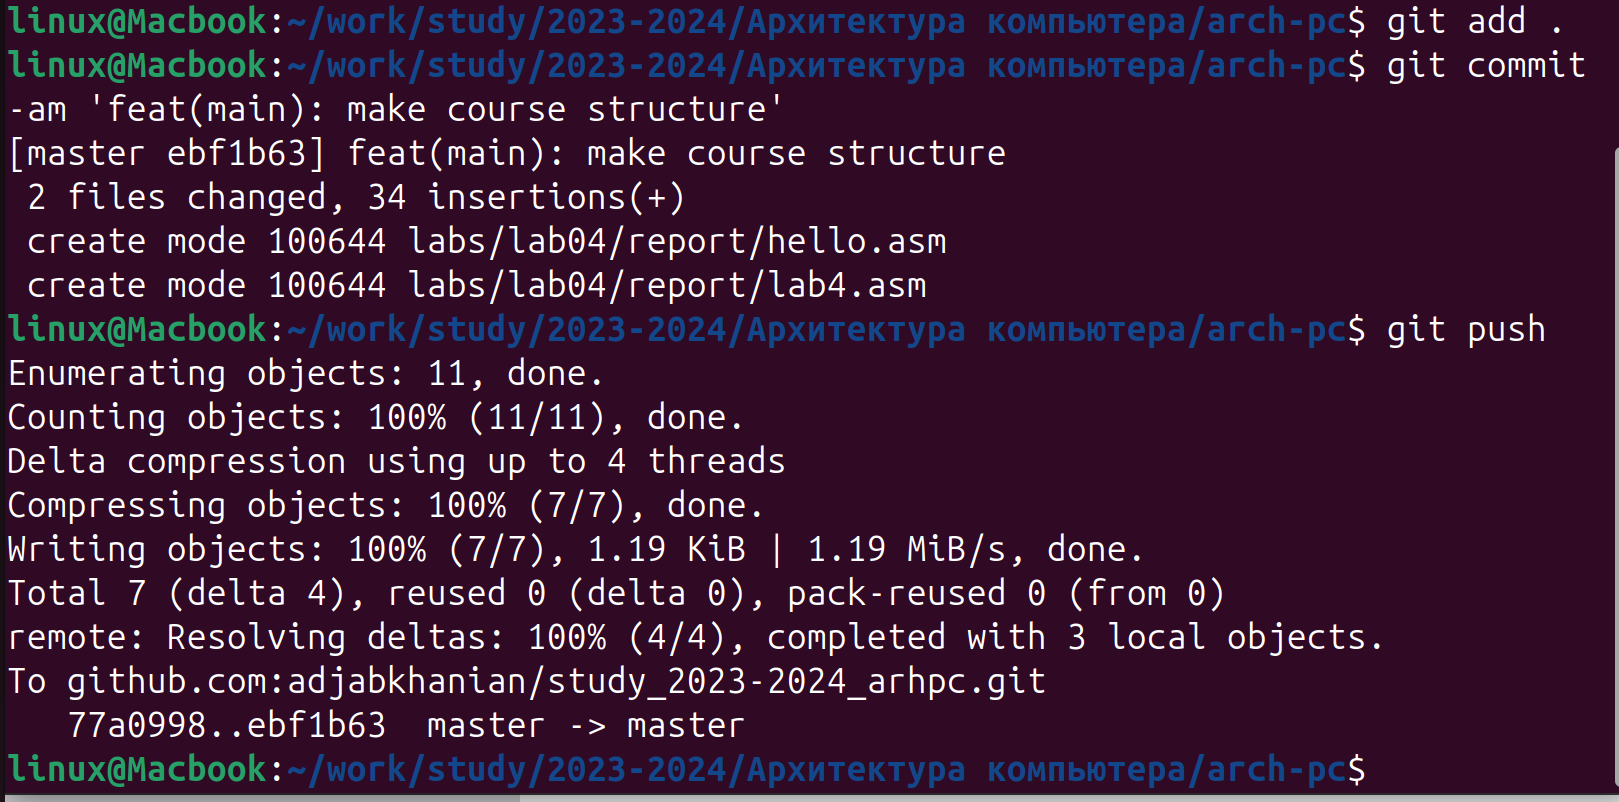 linux@Macbook:~/work/study/2023-2024/Архитектура компьютера/arch-pc$ git add .
linux@Macbook:~/work/study/2023-2024/Архитектура компьютера/arch-pc$ git commit
-am 'feat(main): make course structure'
[master ebf1b63] feat(main): make course structure
 2 files changed, 34 insertions(+)
 create mode 100644 labs/lab04/report/hello.asm
 create mode 100644 labs/lab04/report/lab4.asm
linux@Macbook:~/work/study/2023-2024/Архитектура компьютера/arch-pc$ git push
Enumerating objects: 11, done.
Counting objects: 100% (11/11), done.
Delta compression using up to 4 threads
Compressing objects: 100% (7/7), done.
Writing objects: 100% (7/7), 1.19 KiB | 1.19 MiB/s, done.
Total 7 (delta 4), reused 0 (delta 0), pack-reused 0 (from 0)
remote: Resolving deltas: 100% (4/4), completed with 3 local objects.
To github.com:adjabkhanian/study_2023-2024_arhpc.git
   77a0998..ebf1b63  master -> master
linux@Macbook:~/work/study/2023-2024/Архитектура компьютера/arch-pc$